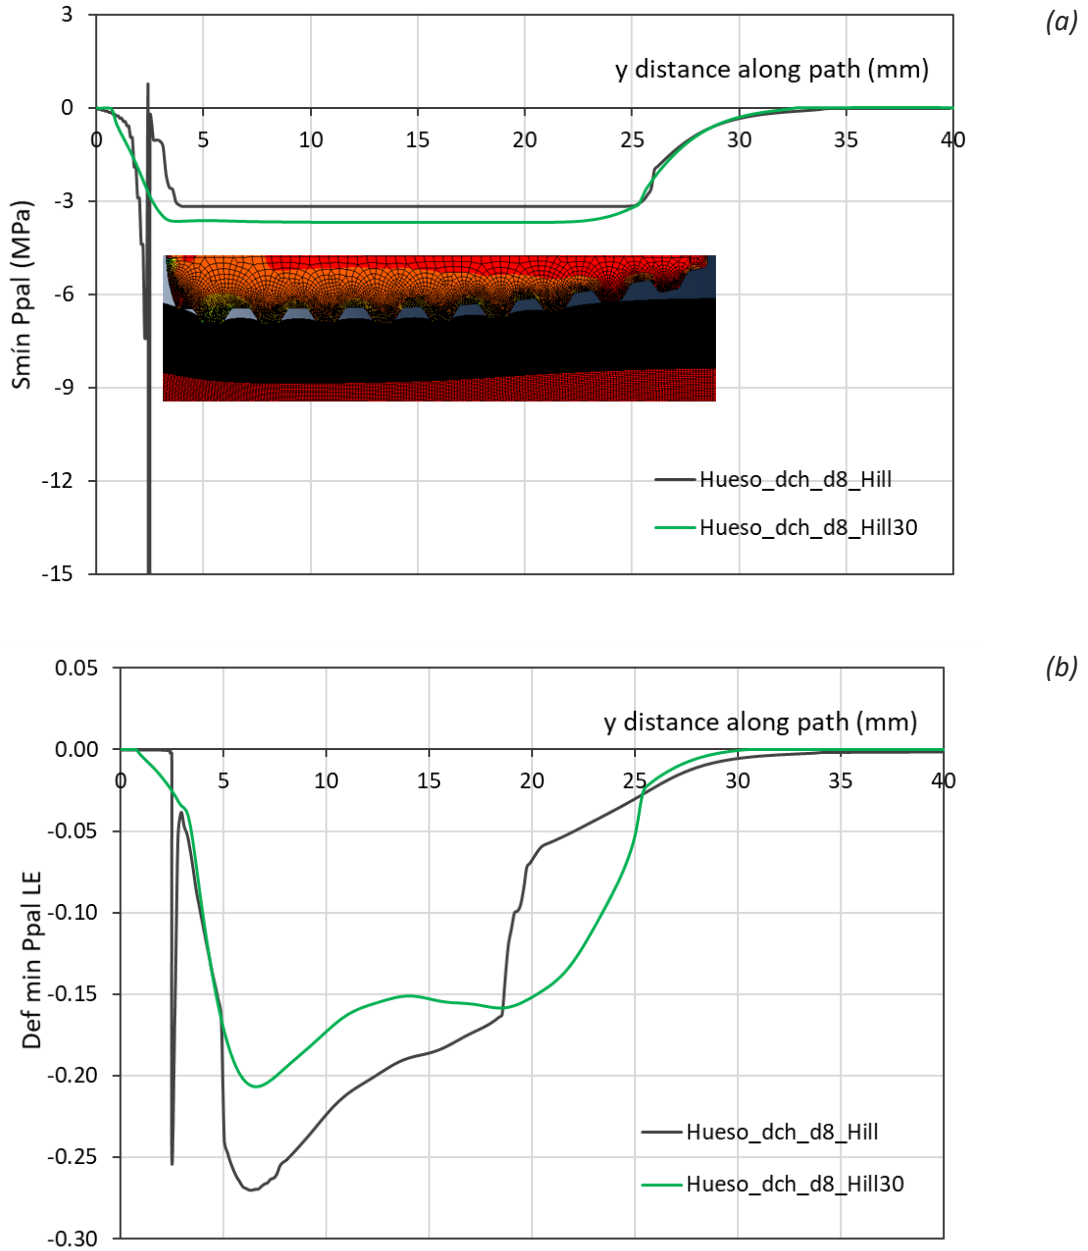 (a)
3
y distance along path (mm)
0
0 5 10 15 20 25 30 35 40
-3
-6
-9
-12
-15
Smín Ppal (MPa)
Hueso_dch_d8_Hill
Hueso_dch_d8_Hill30
(b)
0.05
y distance along path (mm)
0.00
0 5 10 15 20 25 30 35 40
-0.05
-0.10
-0.15
-0.20
-0.25
-0.30
Def min Ppal LE
Hueso_dch_d8_Hill
Hueso_dch_d8_Hill30